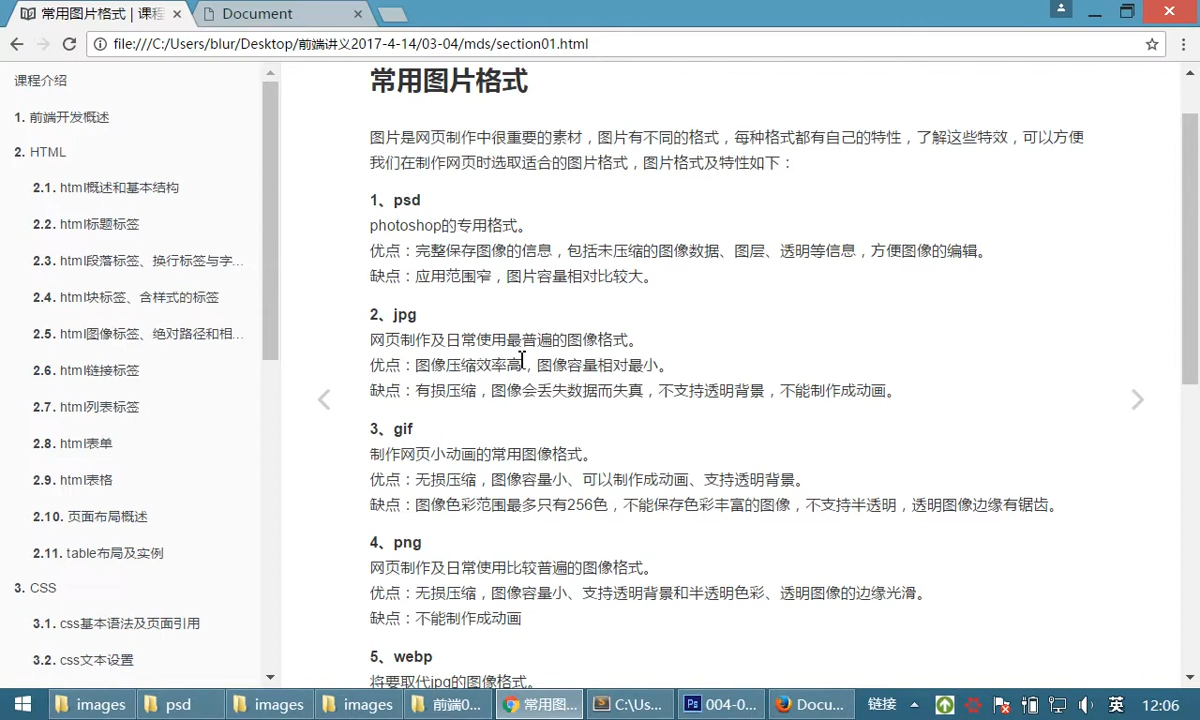 常用图片格式 | 课程
Document
file:///C:/Users/blur/Desktop/前端讲义2017-4-14/03-04/mds/section01.html
课程介绍
1. 前端开发概述
2. HTML
2.1. html概述和基本结构
2.2. html标题标签
2.3. html段落标签、换行标签与字...
2.4. html块标签、含样式的标签
2.5. html图像标签、绝对路径和相...
2.6. html链接标签
2.7. html列表标签
2.8. html表单
2.9. html表格
2.10. 页面布局概述
2.11. table布局及实例
3. CSS
3.1. css基本语法及页面引用
3.2. css文本设置
常用图片格式
图片是网页制作中很重要的素材，图片有不同的格式，每种格式都有自己的特性，了解这些特效，可以方便
我们在制作网页时选取适合的图片格式，图片格式及特性如下：
1、psd
photoshop的专用格式。
优点：完整保存图像的信息，包括未压缩的图像数据、图层、透明等信息，方便图像的编辑。
缺点：应用范围窄，图片容量相对比较大。
2、jpg
网页制作及日常使用最普遍的图像格式。
优点：图像压缩效率高，图像容量相对最小。
缺点：有损压缩，图像会丢失数据而失真，不支持透明背景，不能制作成动画。
3、gif
制作网页小动画的常用图像格式。
优点：无损压缩，图像容量小、可以制作成动画、支持透明背景。
缺点：图像色彩范围最多只有256色，不能保存色彩丰富的图像，不支持半透明，透明图像边缘有锯齿。
4、png
网页制作及日常使用比较普遍的图像格式。
优点：无损压缩，图像容量小、支持透明背景和半透明色彩、透明图像的边缘光滑。
缺点：不能制作成动画
5、webp
将要取代jpg的图像格式。
images
psd
images
images
前端0...
常用图...
C:\Us...
Ps
004-0...
Docu...
链接
英
12:06